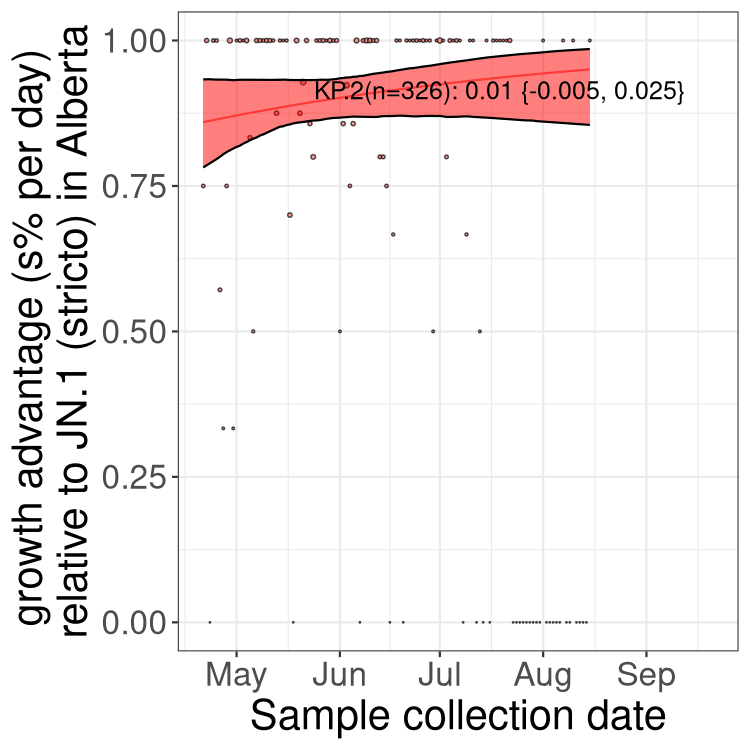 growth advantage (s% per day)
relative to JN.1 (stricto) in Alberta
1.00
0.75
0.50
0.25
0.00
KP.2(n=326): 0.01 {-0.005, 0.025}
May Jun Jul Aug Sep
Sample collection date